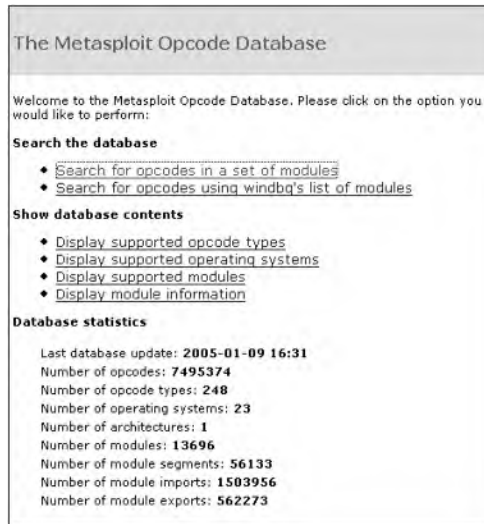 The Metasploit Opcode Database
Welcome to the Metasploit Opcode Database. Please click on the option you
would like to perform:
Search the database
◆ Search for opcodes in a set of modules
◆ Search for opcodes using windbg's list of modules
Show database contents
◆ Display supported opcode types
◆ Display supported operating systems
◆ Display supported modules
◆ Display module information
Database statistics
Last database update: 2005-01-09 16:31
Number of opcodes: 7495374
Number of opcode types: 248
Number of operating systems: 23
Number of architectures: 1
Number of modules: 13696
Number of module segments: 56133
Number of module imports: 1503956
Number of module exports: 562273